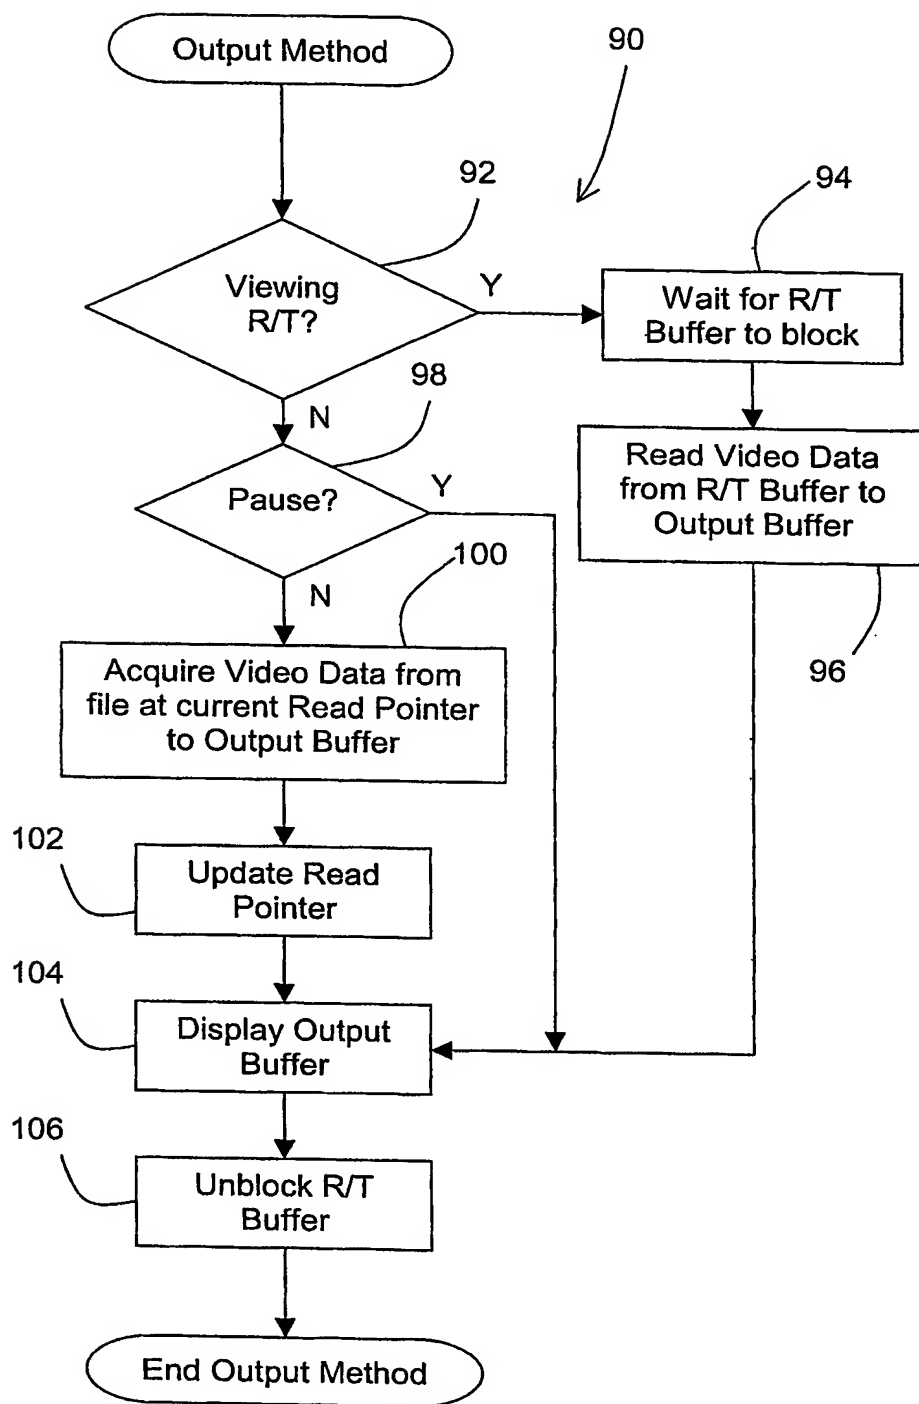 Output Method
90
92
94
Viewing
R/T?
Y
Wait for R/T
Buffer to block
N
98
Pause?
Y
Read Video Data
from R/T Buffer to
Output Buffer
N
100
96
Acquire Video Data from
file at current Read Pointer
to Output Buffer
102
Update Read
Pointer
104
Display Output
Buffer
106
Unblock R/T
Buffer
End Output Method